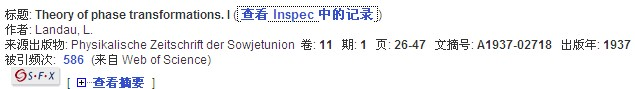 标题: Theory of phase transformations. I (查看 Inspec 中的记录)
作者: Landau, L.
来源出版物: Physikalische Zeitschrift der Sowjetunion 卷: 11 期: 1 页: 26-47 文摘号: A1937-02718 出版年: 1937
被引频次: 586 (来自 Web of Science)
S·F·X [ 查看摘要 ]